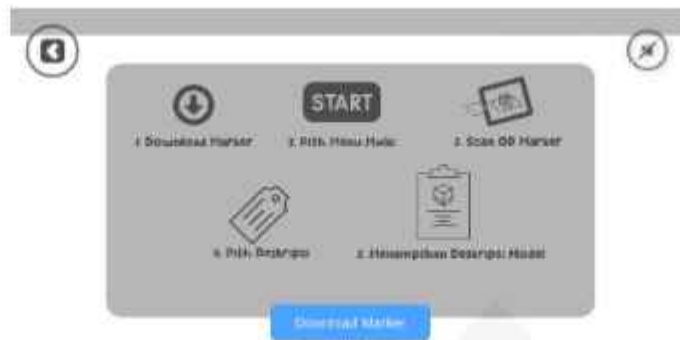 START
1. Download Marker
2. Pilih Menu Mulai
3. Scan QR Marker
4. Pilih Deskripsi
5. Menampilkan Deskripsi Model
Download Marker